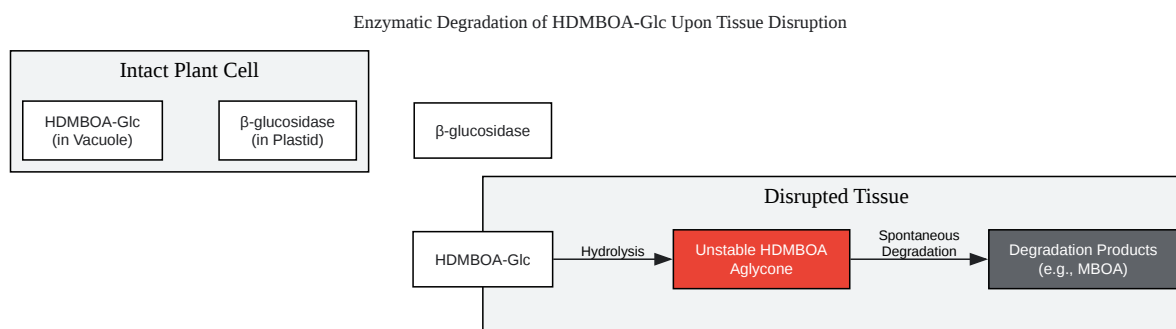 Enzymatic Degradation of HDMBOA-Glc Upon Tissue Disruption
Intact Plant Cell
HDMBOA-Glc
(in Vacuole)
β-glucosidase
(in Plastid)
β-glucosidase
Disrupted Tissue
HDMBOA-Glc
Hydrolysis
Unstable HDMBOA
Aglycone
Spontaneous
Degradation
Degradation Products
(e.g., MBOA)